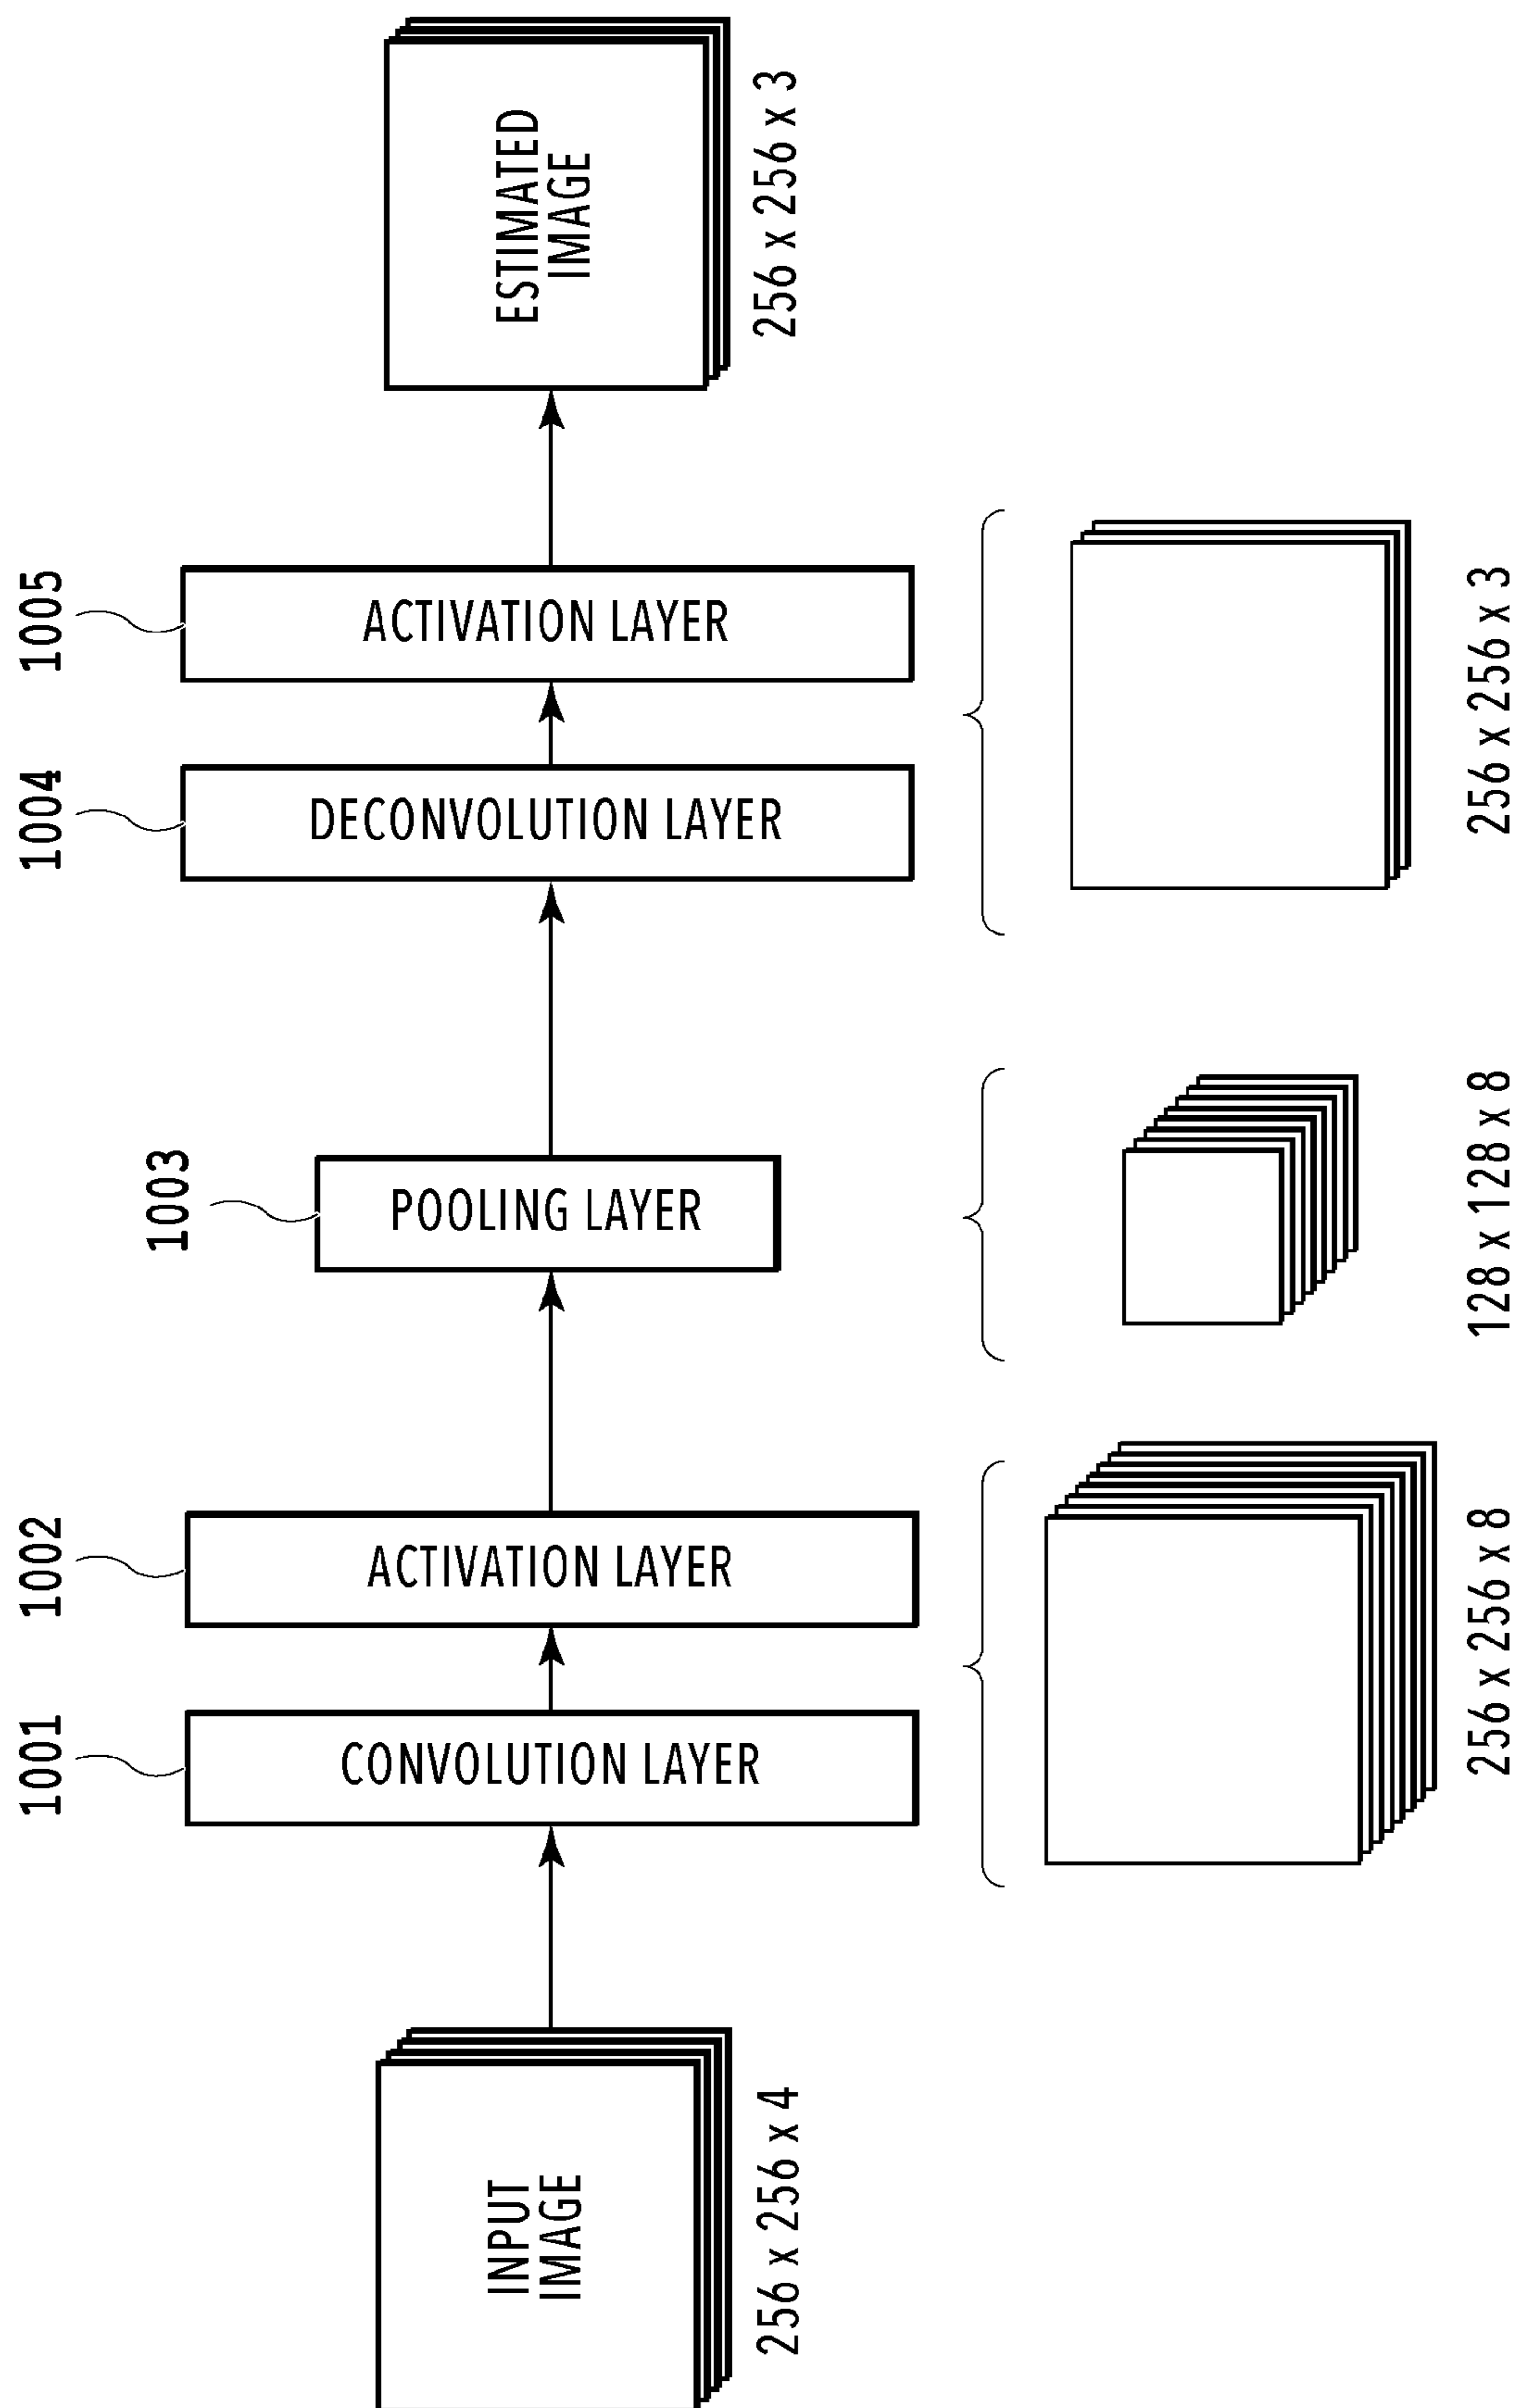 INPUT
IMAGE
256 x 256 x 4
1001
CONVOLUTION LAYER
1002
ACTIVATION LAYER
256 x 256 x 8
1003
POOLING LAYER
128 x 128 x 8
1004
DECONVOLUTION LAYER
1005
ACTIVATION LAYER
256 x 256 x 3
ESTIMATED
IMAGE
256 x 256 x 3